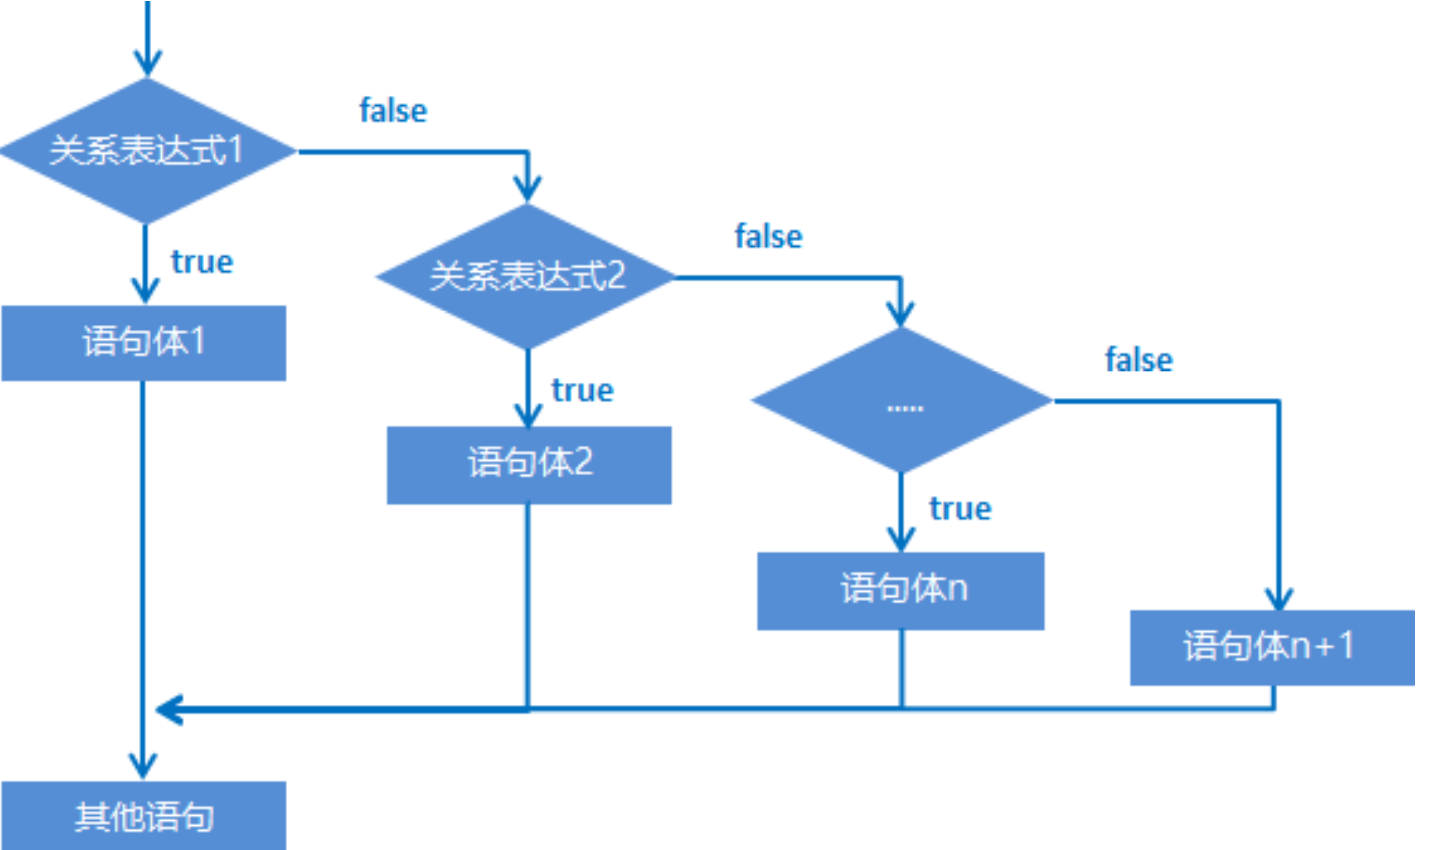 关系表达式1
false
true
语句体1
关系表达式2
false
true
语句体2
.....
false
true
语句体n
语句体n+1
其他语句